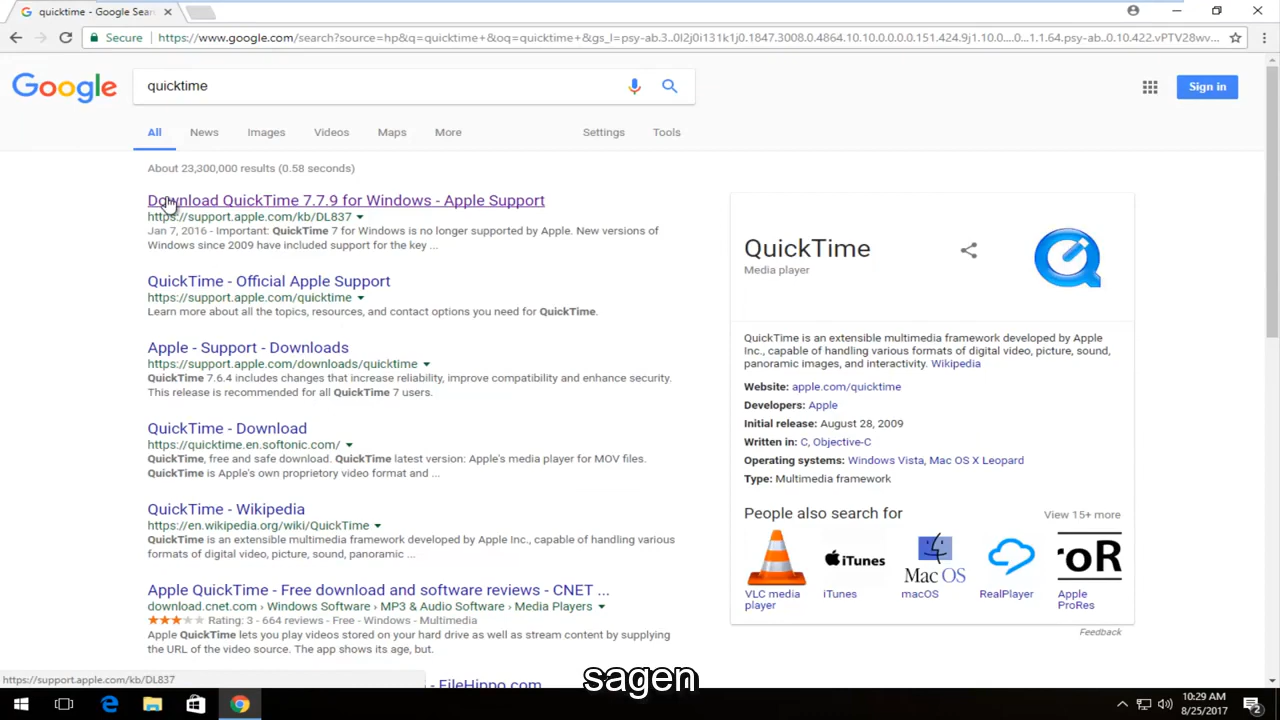 quicktime - Google Sear
Secure
https://www.google.com/search?source=hp&q=quicktime+&oq=quicktime+&gs_l=psy-ab.3..0l2j0i131k1j0.1847.3008.0.4864.10.10.0.0.0.0.151.424.9j1.10.0....0...1.1.64.psy-ab..0.10.422.vPTV28wv...
Google
quicktime
Sign in
All News Images Videos Maps More Settings Tools
About 23,300,000 results (0.58 seconds)
Download QuickTime 7.7.9 for Windows - Apple Support
https://support.apple.com/kb/DL837
Jan 7, 2016 - Important: QuickTime 7 for Windows is no longer supported by Apple. New versions of
Windows since 2009 have included support for the key ...
QuickTime - Official Apple Support
https://support.apple.com/quicktime
Learn more about all the topics, resources, and contact options you need for QuickTime.
Apple - Support - Downloads
https://support.apple.com/downloads/quicktime
QuickTime 7.6.4 includes changes that increase reliability, improve compatibility and enhance security.
This release is recommended for all QuickTime 7 users.
QuickTime - Download
https://quicktime.en.softonic.com/
QuickTime, free and safe download. QuickTime latest version: Apple's media player for MOV files.
QuickTime is Apple's own proprietary video format and ...
QuickTime - Wikipedia
https://en.wikipedia.org/wiki/QuickTime
QuickTime is an extensible multimedia framework developed by Apple Inc., capable of handling various
formats of digital video, picture, sound, panoramic ...
Apple QuickTime - Free download and software reviews - CNET ...
download.cnet.com › Windows Software › MP3 & Audio Software › Media Players
Rating: 3 - 664 reviews - Free - Windows - Multimedia
Apple QuickTime lets you play videos stored on your hard drive as well as stream content by supplying
the URL of the video source. The app shows its age, but.
- FileHippo.com
QuickTime
Media player
QuickTime is an extensible multimedia framework developed by Apple
Inc., capable of handling various formats of digital video, picture, sound,
panoramic images, and interactivity. Wikipedia
Website: apple.com/quicktime
Developers: Apple
Initial release: August 28, 2009
Written in: C, Objective-C
Operating systems: Windows Vista, Mac OS X Leopard
Type: Multimedia framework
People also search for
View 15+ more
iTunes
Mac OS
roR
VLC media
player
iTunes
macOS
RealPlayer
Apple
ProRes
Feedback
https://support.apple.com/kb/DL837
sagen
10:29 AM
8/25/2017
2